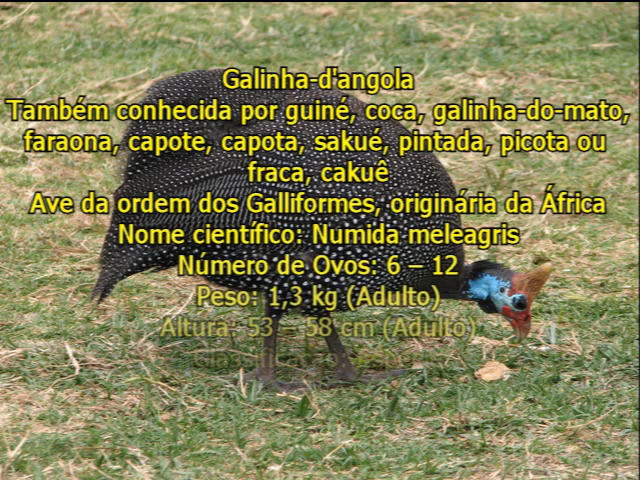 Galinha-d'angola
Também conhecida por guiné, coca, galinha-do-mato,
faraona, capote, capota, sakué, pintada, picota ou
fraca, cakuê
Ave da ordem dos Galliformes, originária da África
Nome científico: Numida meleagris
Número de Ovos: 6 – 12
Peso: 1,3 kg (Adulto)
Altura: 53 – 58 cm (Adulto)